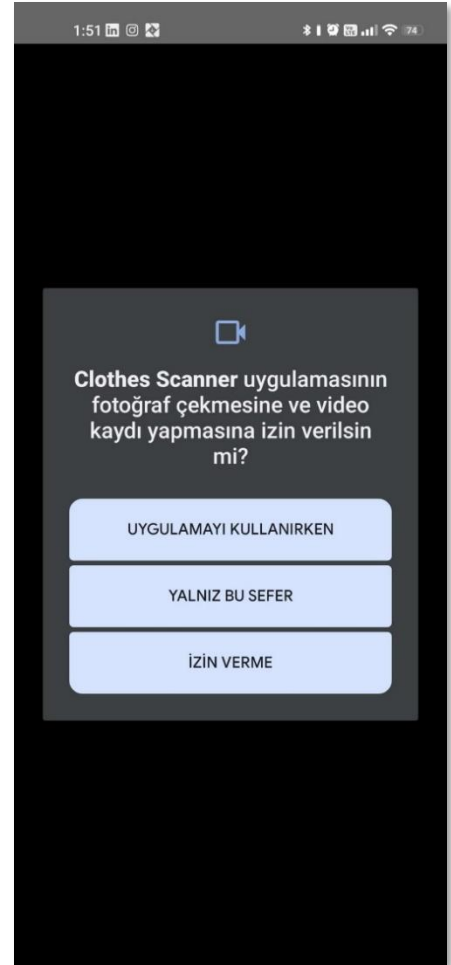 1:51
74
Clothes Scanner uygulamasının
fotoğraf çekmesine ve video
kaydı yapmasına izin verilsin
mi?
UYGULAMAYI KULLANIRKEN
YALNIZ BU SEFER
İZİN VERME